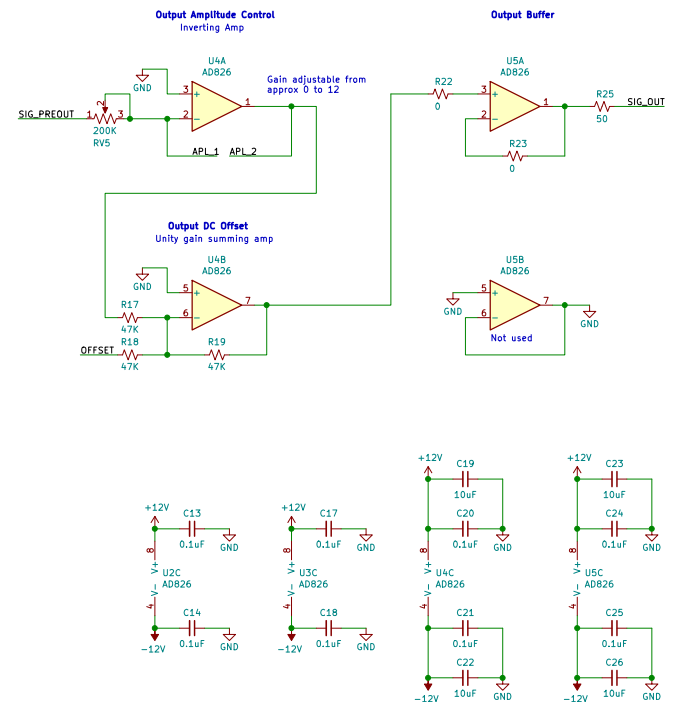 Output Amplitude Control
Inverting Amp
Output Buffer
U4A
AD826
GND
3
+
2
−
1
Gain adjustable from
approx 0 to 12
SIG_PREOUT
1
2
3
200K
RV5
APL_1
APL_2
U5A
AD826
R22
0
3
+
2
−
1
R25
50
SIG_OUT
R23
0
Output DC Offset
Unity gain summing amp
U4B
AD826
GND
5
+
6
−
7
R17
47K
R18
47K
OFFSET
R19
47K
U5B
AD826
GND
5
+
6
−
7
GND
Not used
+12V
C13
0.1uF
GND
8
V+
U2C
AD826
V−
4
C14
0.1uF
GND
−12V
+12V
C17
0.1uF
GND
8
V+
U3C
AD826
V−
4
C18
0.1uF
GND
−12V
+12V
C19
10uF
C20
0.1uF
GND
8
V+
U4C
AD826
V−
4
C21
0.1uF
C22
10uF
GND
−12V
+12V
C23
10uF
C24
0.1uF
GND
8
V+
U5C
AD826
V−
4
C25
0.1uF
C26
10uF
GND
−12V